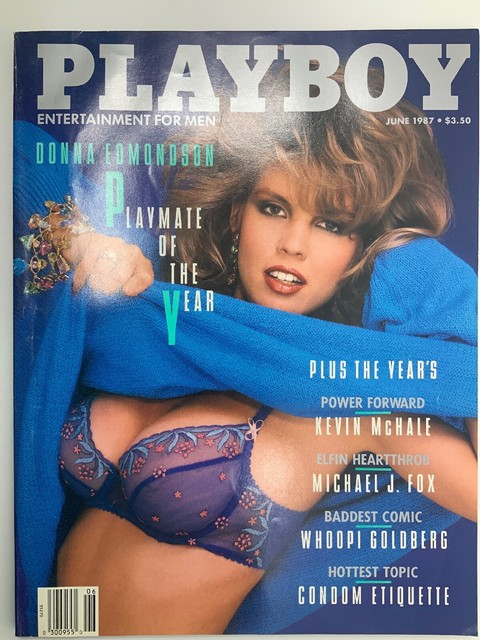 PLAYBOY
ENTERTAINMENT FOR MEN
JUNE 1987 • $3.50
DONNA EDMONDSON
PLAYMATE
OF
THE
YEAR
PLUS THE YEAR'S
POWER FORWARD
KEVIN McHALE
ELFIN HEARTTHROB
MICHAEL J. FOX
BADDEST COMIC
WHOOPI GOLDBERG
HOTTEST TOPIC
CONDOM ETIQUETTE
06